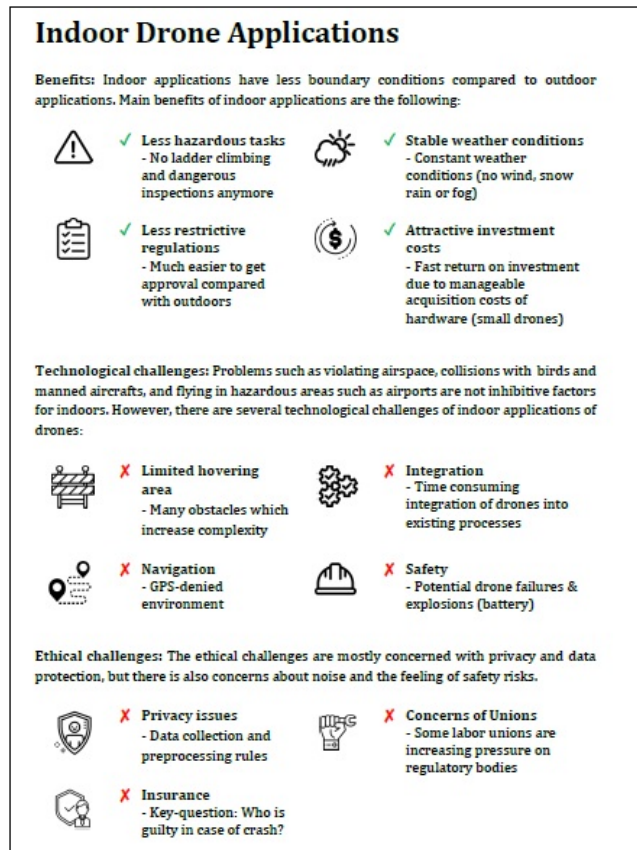 Indoor Drone Applications
Benefits: Indoor applications have less boundary conditions compared to outdoor
applications. Main benefits of indoor applications are the following:
✓ Less hazardous tasks
- No ladder climbing
and dangerous
inspections anymore
✓ Stable weather conditions
- Constant weather
conditions (no wind, snow
rain or fog)
✓ Less restrictive
regulations
- Much easier to get
approval compared
with outdoors
✓ Attractive investment
costs
- Fast return on investment
due to manageable
acquisition costs of
hardware (small drones)
Technological challenges: Problems such as violating airspace, collisions with birds and
manned aircrafts, and flying in hazardous areas such as airports are not inhibitive factors
for indoors. However, there are several technological challenges of indoor applications of
drones:
✗ Limited hovering
area
- Many obstacles which
increase complexity
✗ Integration
- Time consuming
integration of drones into
existing processes
✗ Navigation
- GPS-denied
environment
✗ Safety
- Potential drone failures &
explosions (battery)
Ethical challenges: The ethical challenges are mostly concerned with privacy and data
protection, but there is also concerns about noise and the feeling of safety risks.
✗ Privacy issues
- Data collection and
preprocessing rules
✗ Concerns of Unions
- Some labor unions are
increasing pressure on
regulatory bodies
✗ Insurance
- Key-question: Who is
guilty in case of crash?